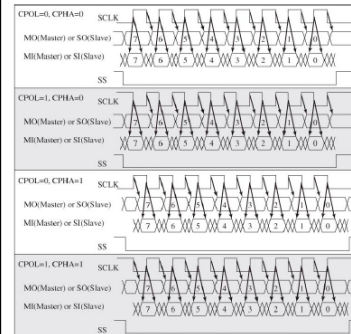 CPOL=0, CPHA=0 SCLK
MO(Master) or SO(Slave) 7 6 5 4 3 2 1 0
MI(Master) or SI(Slave) 7 6 5 4 3 2 1 0
SS
CPOL=1, CPHA=0 SCLK
MO(Master) or SO(Slave) 7 6 5 4 3 2 1 0
MI(Master) or SI(Slave) 7 6 5 4 3 2 1 0
SS
CPOL=0, CPHA=1 SCLK
MO(Master) or SO(Slave) 7 6 5 4 3 2 1 0
MI(Master) or SI(Slave) 7 6 5 4 3 2 1 0
SS
CPOL=1, CPHA=1 SCLK
MO(Master) or SO(Slave) 7 6 5 4 3 2 1 0
MI(Master) or SI(Slave) 7 6 5 4 3 2 1 0
SS